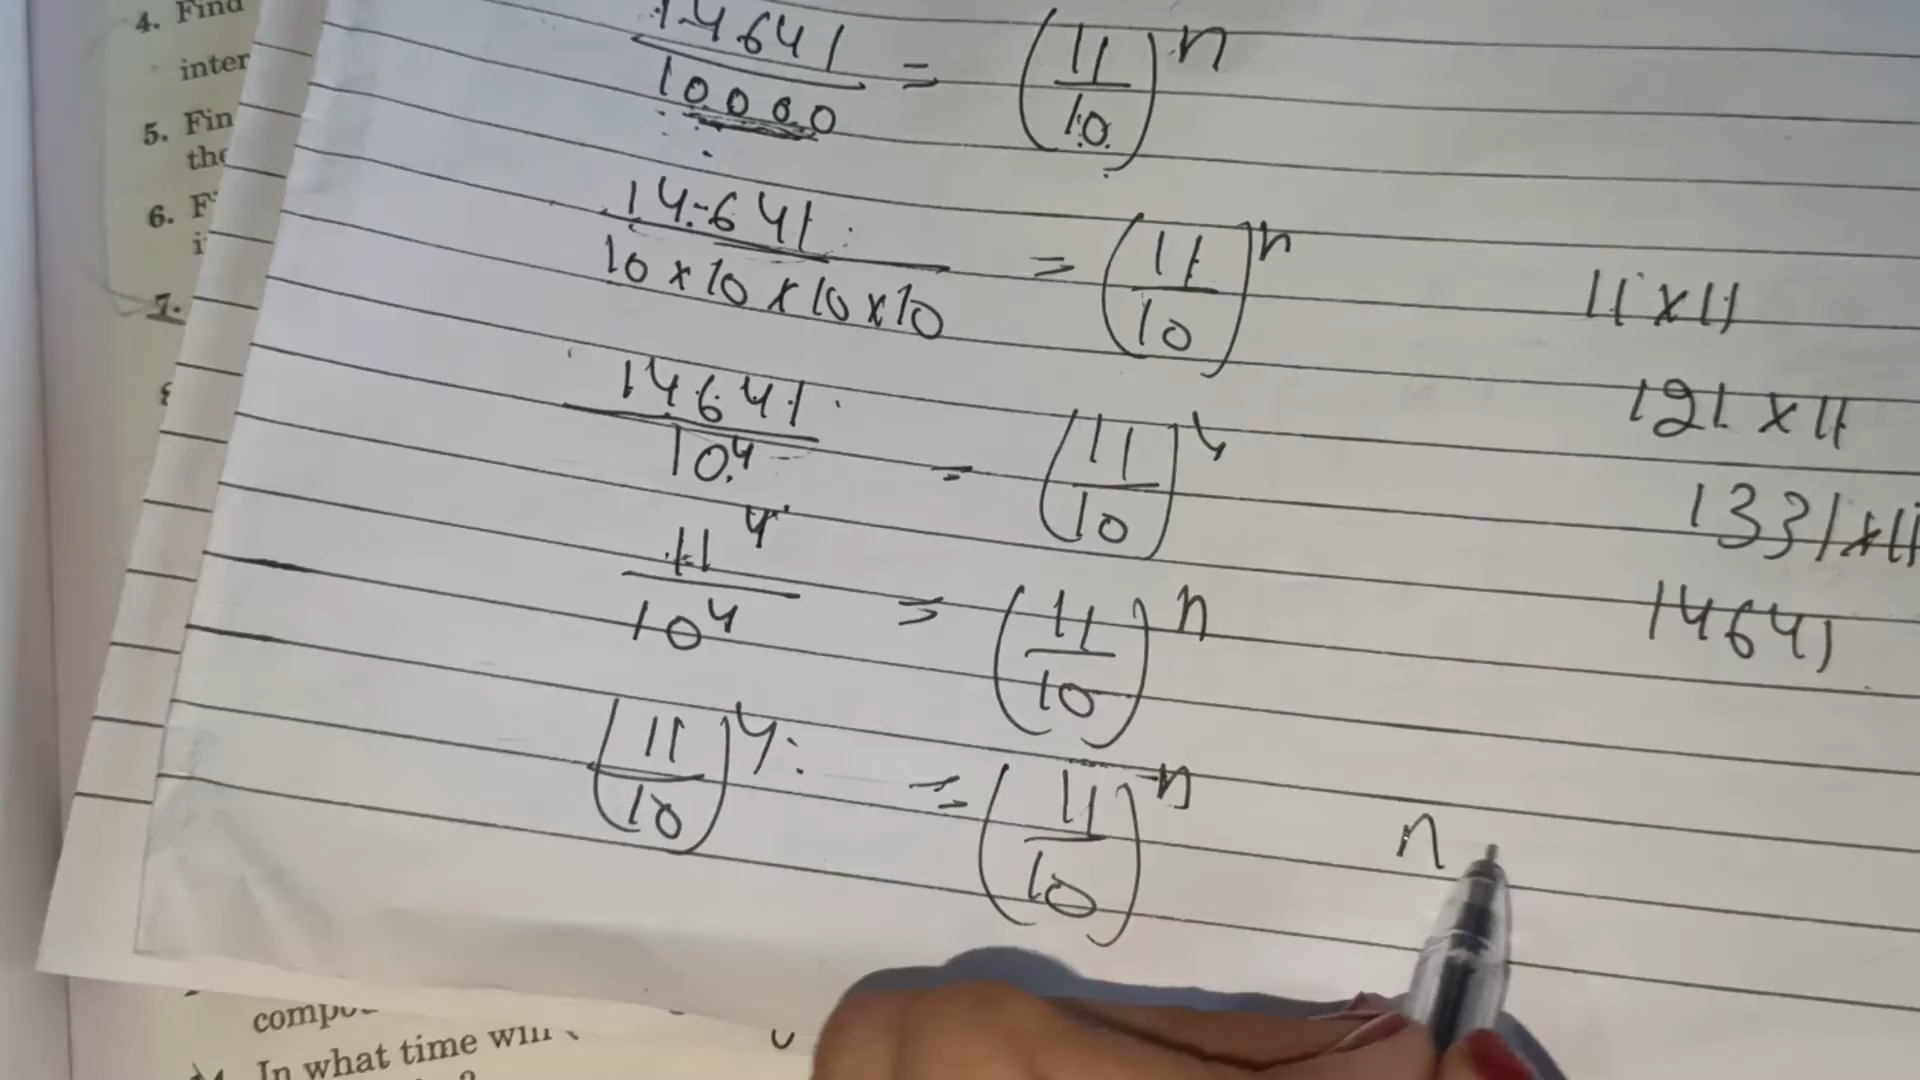 4. Find
inter
5. Fin
the
6. F
i
7.
14641/10000 = (11/10)^n
14641/10×10×10×10 = (11/10)^n
14641/10^4 = (11/10)^4
11^4/10^4 = (11/10)^n
(11/10)^4 = (11/10)^n
n
11×11
121×11
1331×11
14641
In what time will